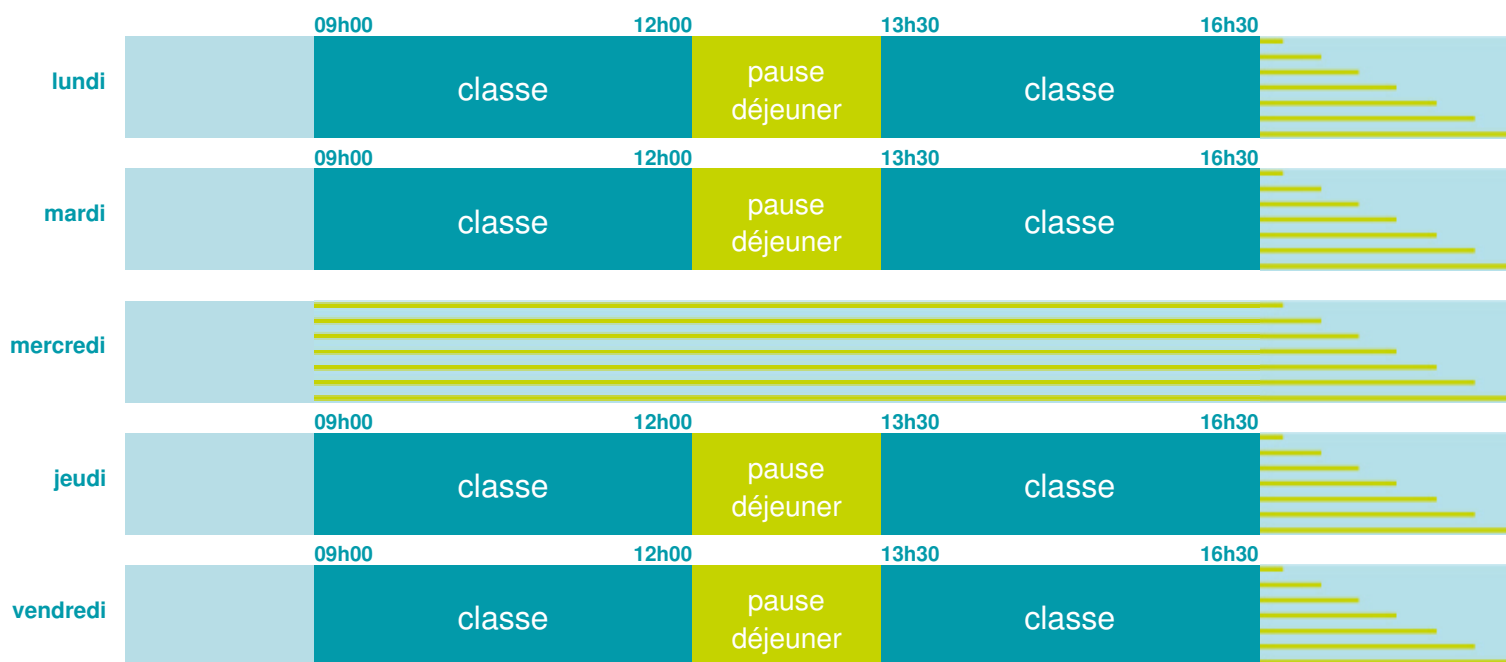 09h00 12h00 13h30 16h30
lundi classe pause déjeuner classe
09h00 12h00 13h30 16h30
mardi classe pause déjeuner classe
mercredi
09h00 12h00 13h30 16h30
jeudi classe pause déjeuner classe
09h00 12h00 13h30 16h30
vendredi classe pause déjeuner classe